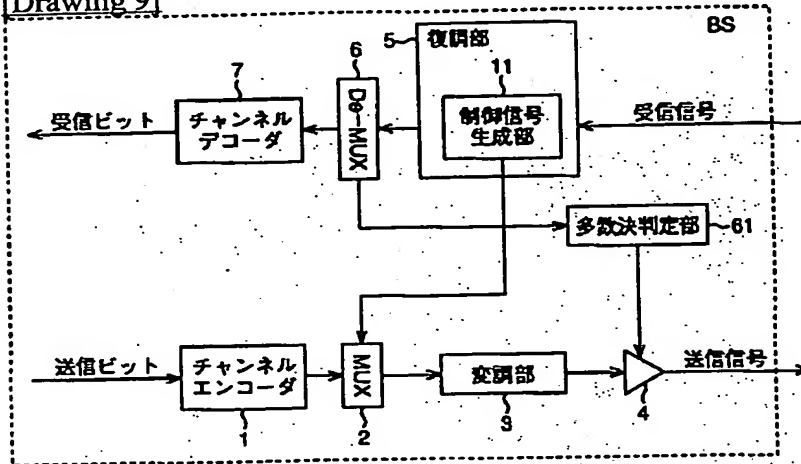 [Drawing 9]
BS
5
復調部
6
7
11
De-MUX
受信ビット
チャンネル
デコーダ
制御信号
生成部
受信信号
多数決判定部
61
送信ビット
チャンネル
エンコーダ
MUX
変調部
送信信号
1
2
3
4